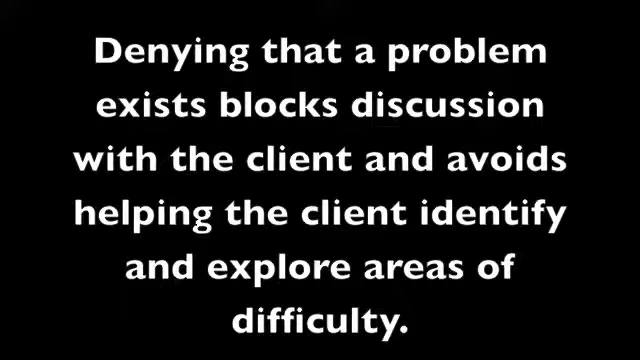 Denying that a problem
exists blocks discussion
with the client and avoids
helping the client identify
and explore areas of
difficulty.